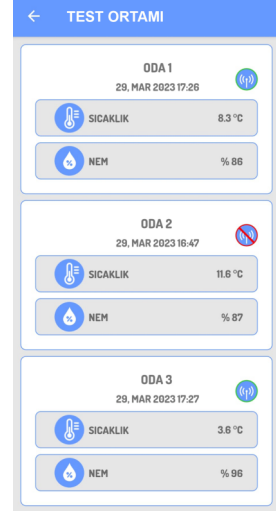 TEST ORTAMI
ODA 1
29, MAR 2023 17:26
SICAKLIK 8.3 °C
NEM % 86
ODA 2
29, MAR 2023 16:47
SICAKLIK 11.6 °C
NEM % 87
ODA 3
29, MAR 2023 17:27
SICAKLIK 3.6 °C
NEM % 96